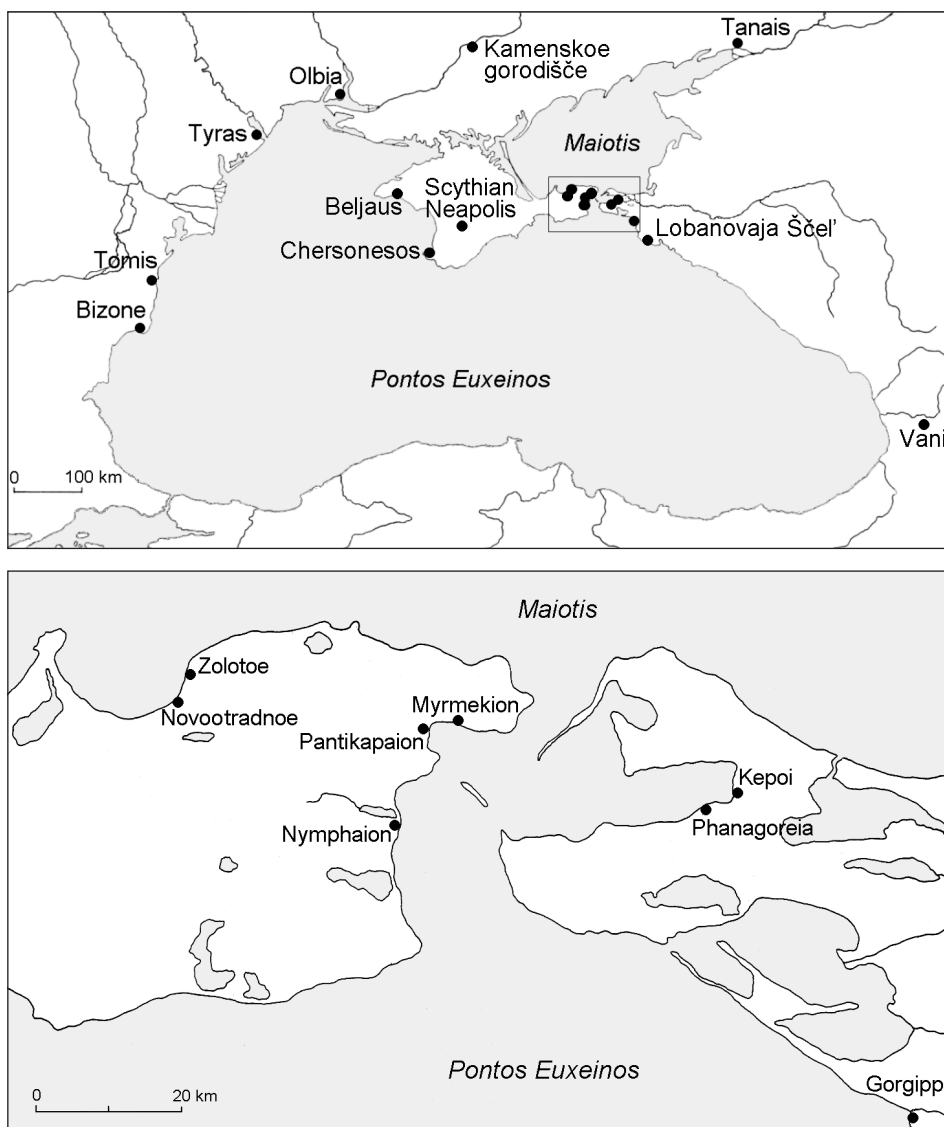 Tanais
Kamenskoe
gorodišče
Olbia
Tyras
Maiotis
Scythian
Neapolis
Beljaus
Lobanovaja Ščel'
Chersonesos
Tomis
Bizone
Pontos Euxeinos
Vani
0 100 km
Maiotis
Zolotoe
Novootradnoe
Myrmekion
Pantikapaion
Kepoi
Phanagoreia
Nymphaion
Pontos Euxeinos
Gorgipp
0 20 km